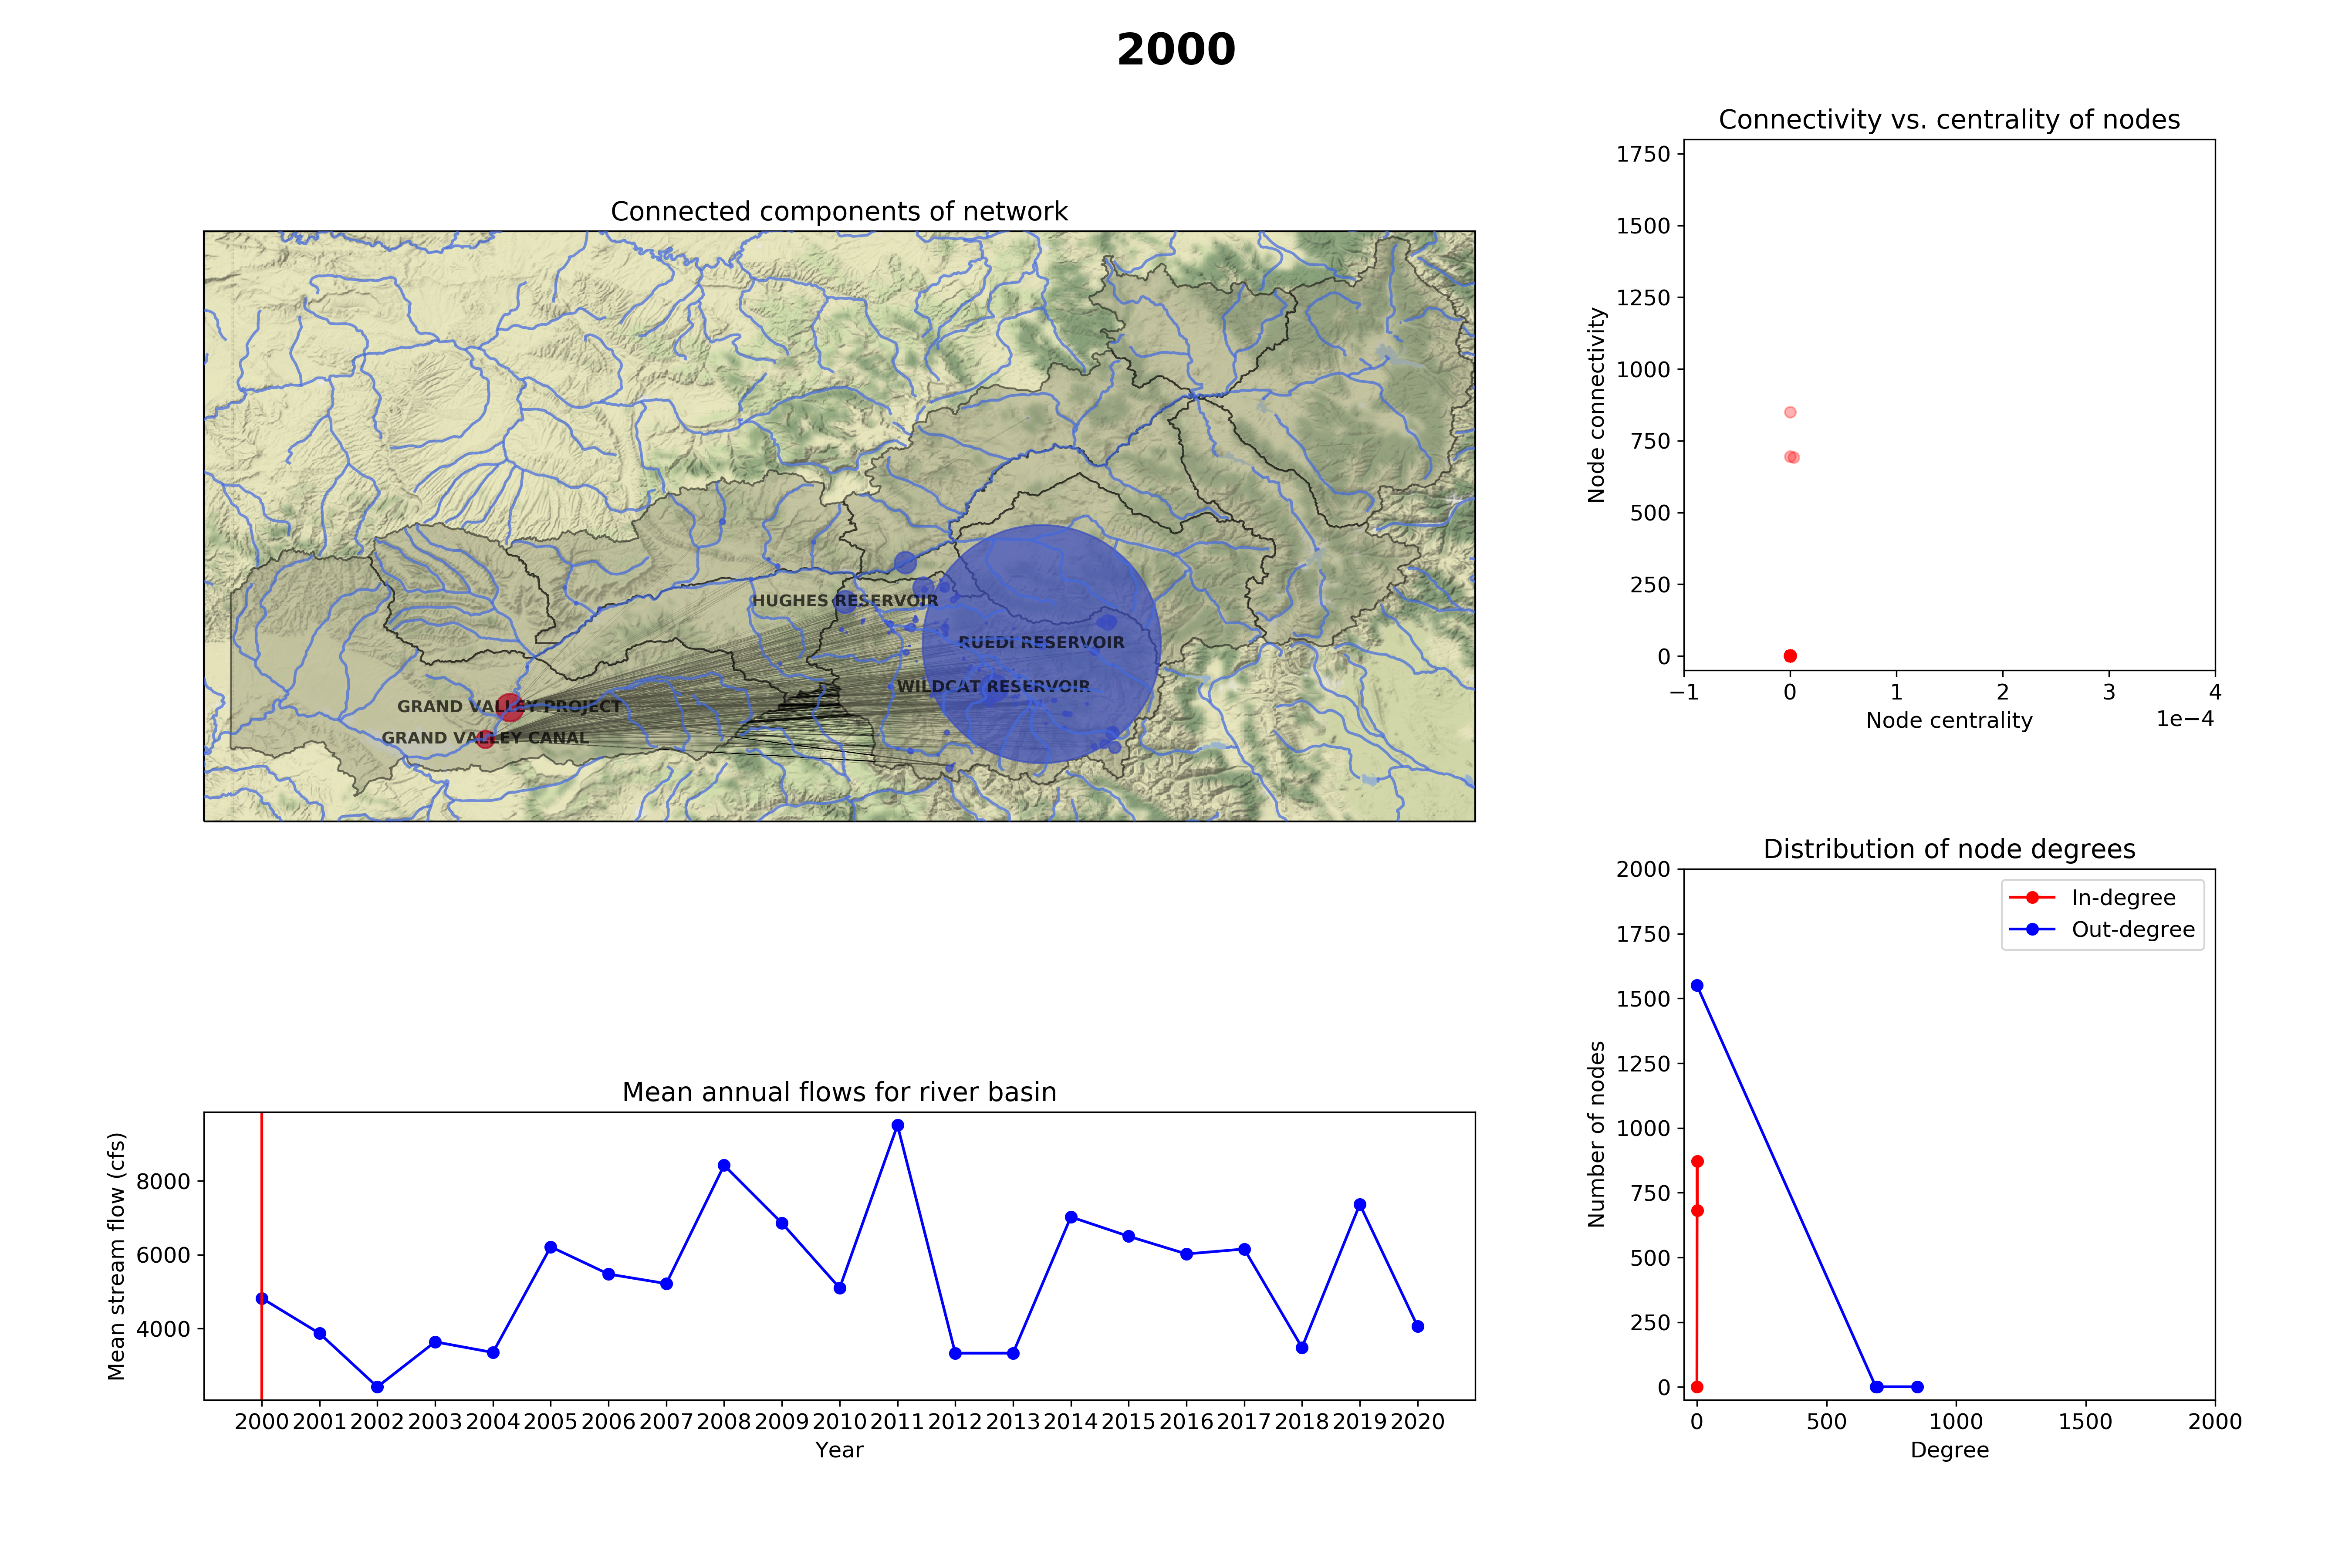 2000
Connected components of network
HUGHES RESERVOIR
RUEDI RESERVOIR
WILDCAT RESERVOIR
GRAND VALLEY PROJECT
GRAND VALLEY CANAL
Connectivity vs. centrality of nodes
Node connectivity
1750
1500
1250
1000
750
500
250
0
−1 0 1 2 3 4
1e−4
Node centrality
Mean annual flows for river basin
Mean stream flow (cfs)
8000
6000
4000
2000 2001 2002 2003 2004 2005 2006 2007 2008 2009 2010 2011 2012 2013 2014 2015 2016 2017 2018 2019 2020
Year
Distribution of node degrees
Number of nodes
2000
1750
1500
1250
1000
750
500
250
0
In-degree
Out-degree
0 500 1000 1500 2000
Degree